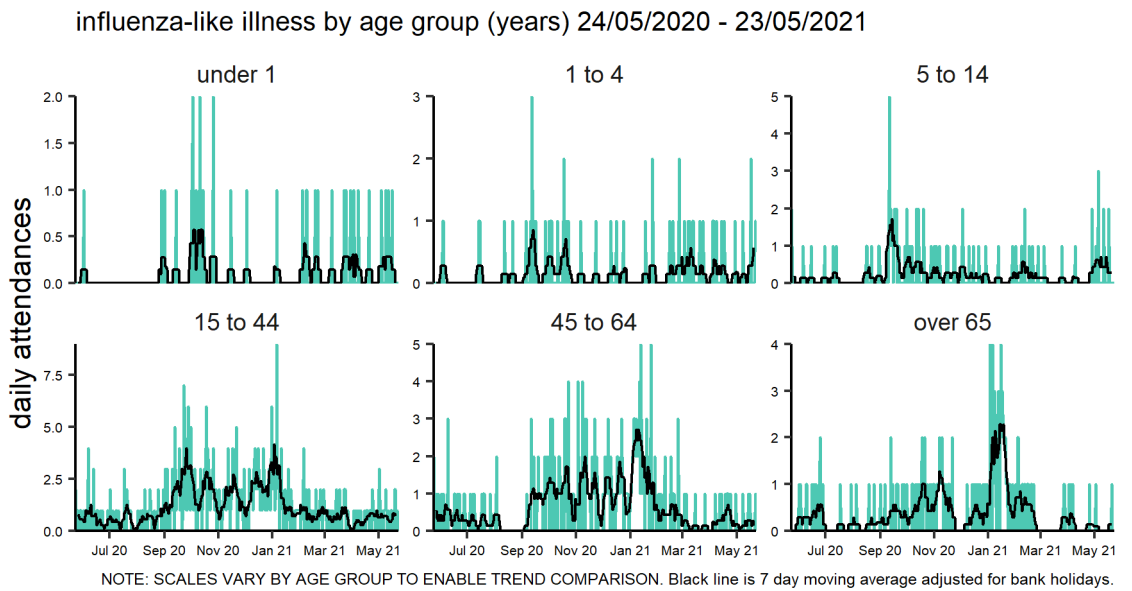 influenza-like illness by age group (years) 24/05/2020 - 23/05/2021
under 1
1 to 4
5 to 14
2.0
1.5
1.0
0.5
0.0
3
2
1
0
5
4
3
2
1
0
daily attendances
15 to 44
45 to 64
over 65
7.5
5.0
2.5
0.0
5
4
3
2
1
0
4
3
2
1
0
Jul 20 Sep 20 Nov 20 Jan 21 Mar 21 May 21
Jul 20 Sep 20 Nov 20 Jan 21 Mar 21 May 21
Jul 20 Sep 20 Nov 20 Jan 21 Mar 21 May 21
NOTE: SCALES VARY BY AGE GROUP TO ENABLE TREND COMPARISON. Black line is 7 day moving average adjusted for bank holidays.